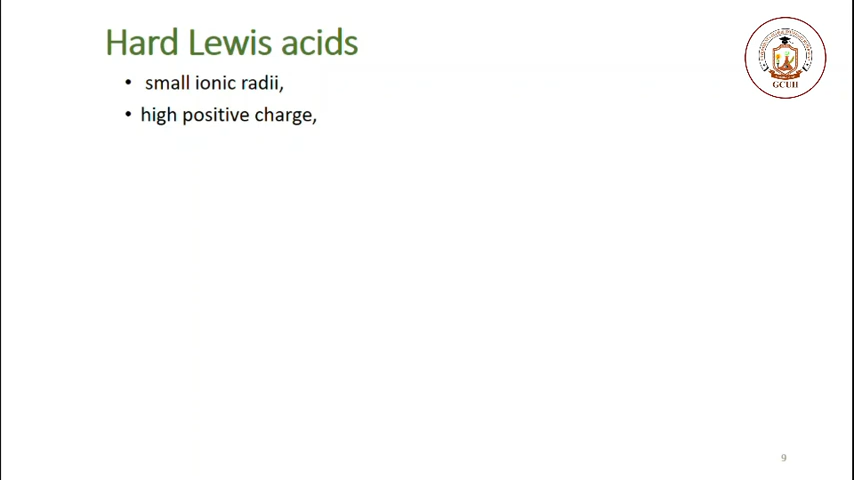 Hard Lewis acids
• small ionic radii,
• high positive charge,
GCUH
9